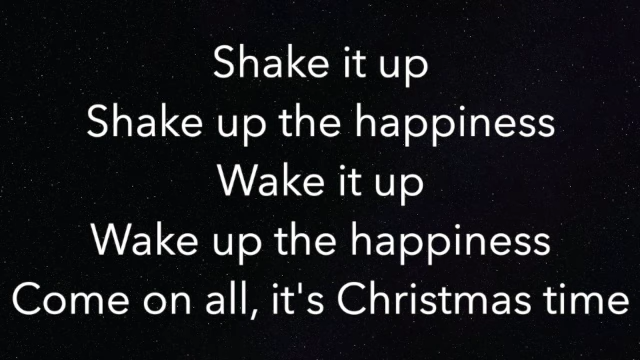 Shake it up
Shake up the happiness
Wake it up
Wake up the happiness
Come on all, it's Christmas time